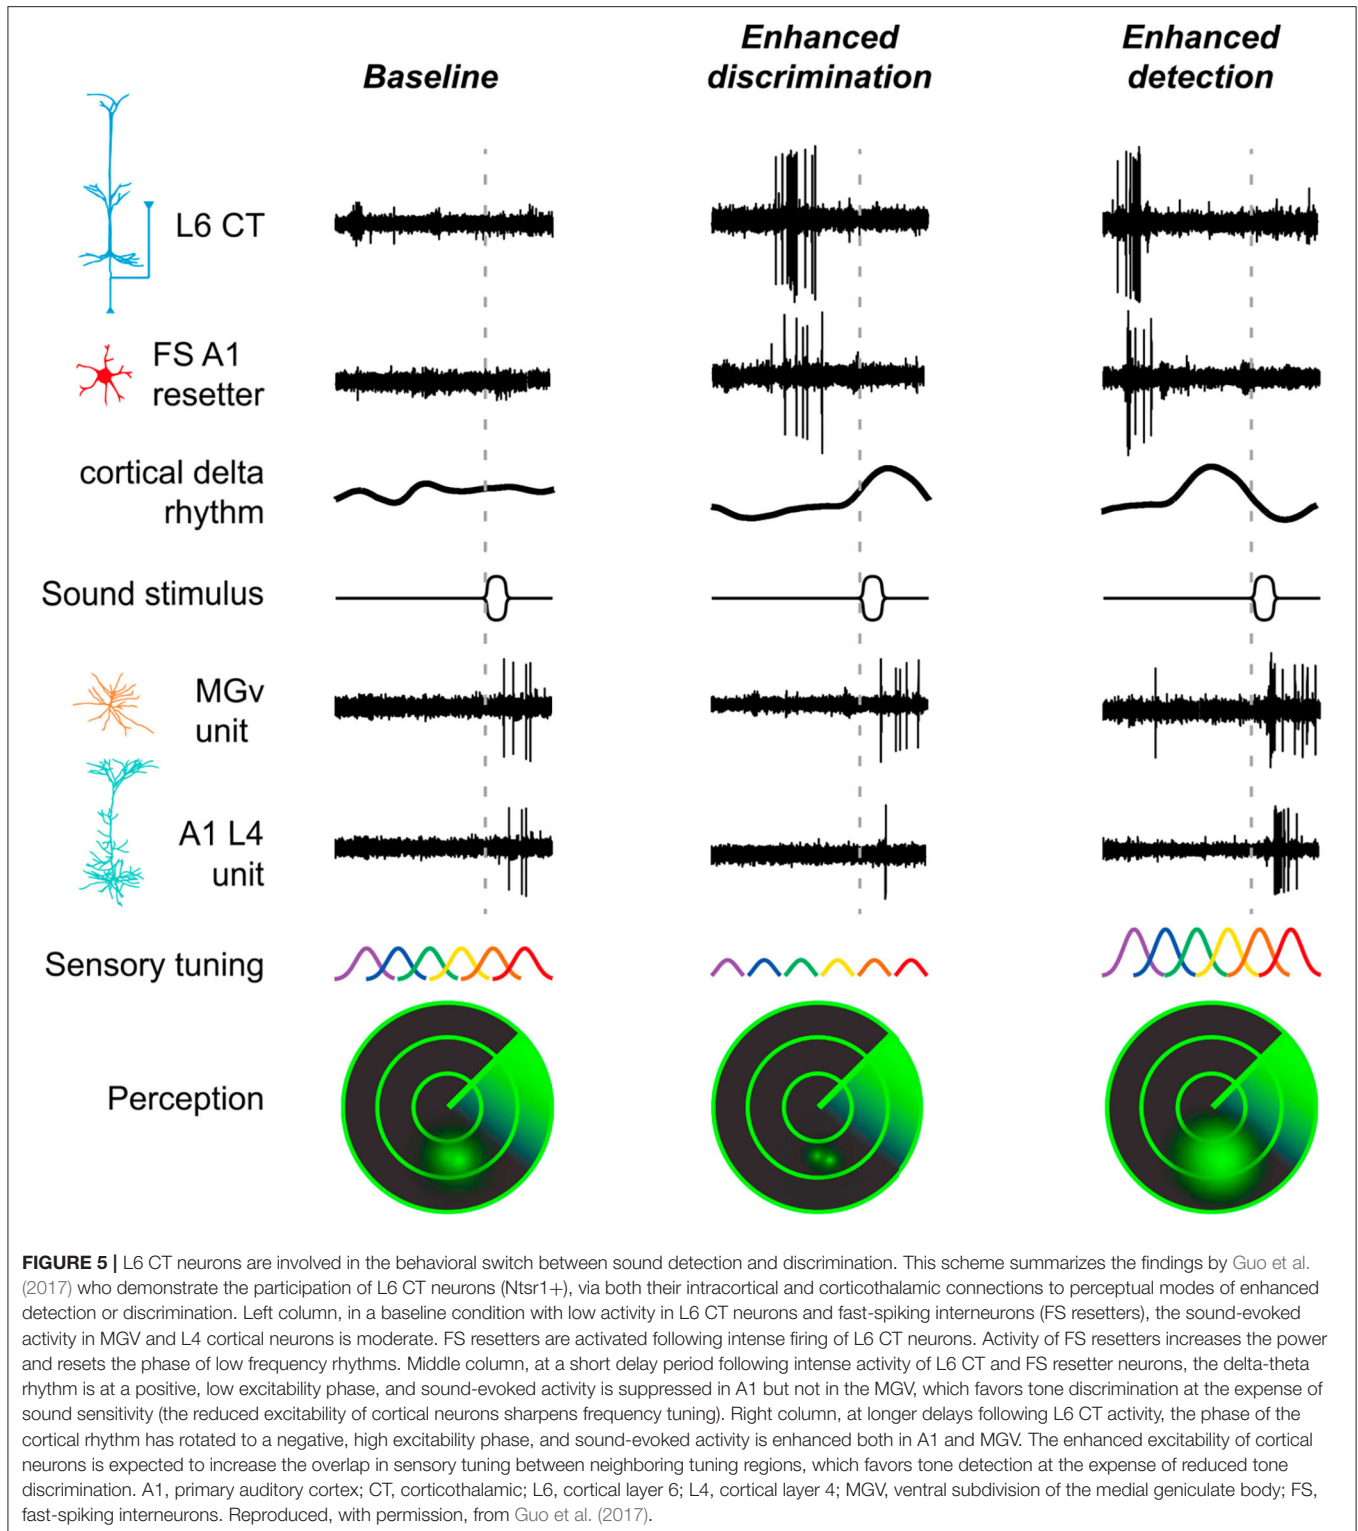 Baseline
Enhanced
discrimination
Enhanced
detection
L6 CT
FS A1
resetter
cortical delta
rhythm
Sound stimulus
MGv
unit
A1 L4
unit
Sensory tuning
Perception
FIGURE 5 | L6 CT neurons are involved in the behavioral switch between sound detection and discrimination. This scheme summarizes the findings by Guo et al.
(2017) who demonstrate the participation of L6 CT neurons (Ntsr1+), via both their intracortical and corticothalamic connections to perceptual modes of enhanced
detection or discrimination. Left column, in a baseline condition with low activity in L6 CT neurons and fast-spiking interneurons (FS resetters), the sound-evoked
activity in MGV and L4 cortical neurons is moderate. FS resetters are activated following intense firing of L6 CT neurons. Activity of FS resetters increases the power
and resets the phase of low frequency rhythms. Middle column, at a short delay period following intense activity of L6 CT and FS resetter neurons, the delta-theta
rhythm is at a positive, low excitability phase, and sound-evoked activity is suppressed in A1 but not in the MGV, which favors tone discrimination at the expense of
sound sensitivity (the reduced excitability of cortical neurons sharpens frequency tuning). Right column, at longer delays following L6 CT activity, the phase of the
cortical rhythm has rotated to a negative, high excitability phase, and sound-evoked activity is enhanced both in A1 and MGV. The enhanced excitability of cortical
neurons is expected to increase the overlap in sensory tuning between neighboring tuning regions, which favors tone detection at the expense of reduced tone
discrimination. A1, primary auditory cortex; CT, corticothalamic; L6, cortical layer 6; L4, cortical layer 4; MGV, ventral subdivision of the medial geniculate body; FS,
fast-spiking interneurons. Reproduced, with permission, from Guo et al. (2017).